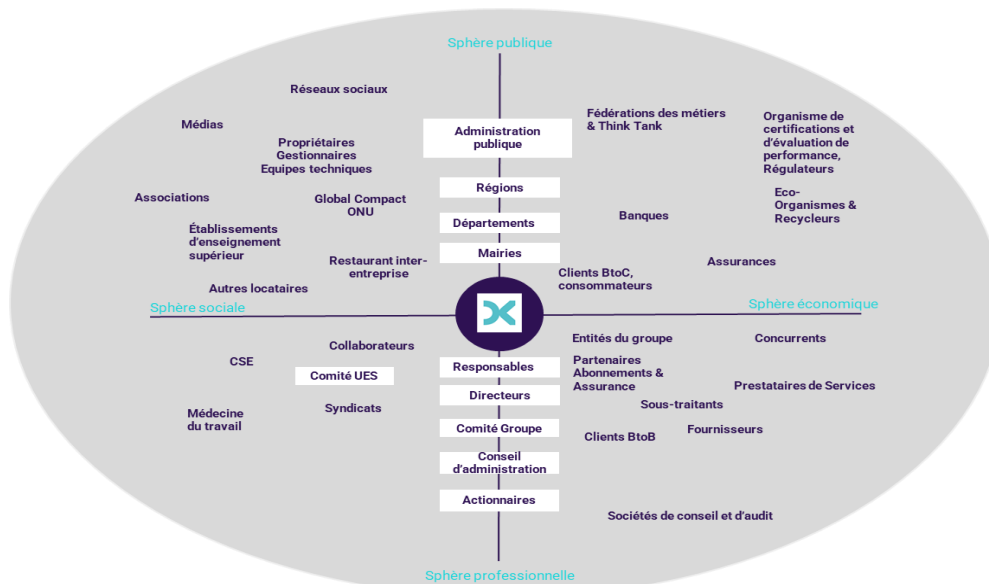 Sphère publique
Réseaux sociaux
Médias
Propriétaires
Gestionnaires
Equipes techniques
Associations
Global Compact
ONU
Établissements
d'enseignement
supérieur
Restaurant inter-
entreprise
Autres locataires
Administration
publique
Régions
Départements
Mairies
Fédérations des métiers
& Think Tank
Organisme de
certifications et
d'évaluation de
performance,
Régulateurs
Eco-
Organismes &
Recycleurs
Banques
Assurances
Clients BtoC,
consommateurs
Sphère sociale
Sphère économique
Collaborateurs
CSE
Comité UES
Syndicats
Médecine
du travail
Responsables
Directeurs
Comité Groupe
Conseil
d'administration
Actionnaires
Entités du groupe
Concurrents
Partenaires
Abonnements &
Assurance
Prestataires de Services
Sous-traitants
Clients BtoB
Fournisseurs
Sociétés de conseil et d'audit
Sphère professionnelle